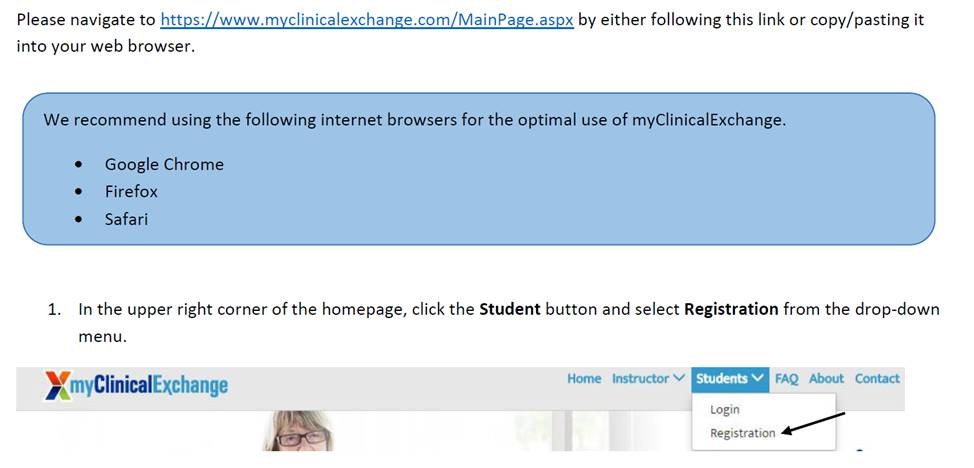 Please navigate to https://www.myclinicalexchange.com/MainPage.aspx by either following this link or copy/pasting it
into your web browser.
We recommend using the following internet browsers for the optimal use of myClinicalExchange.
• Google Chrome
• Firefox
• Safari
1. In the upper right corner of the homepage, click the Student button and select Registration from the drop-down
menu.
myClinicalExchange Home Instructor Students FAQ About Contact
Login
Registration